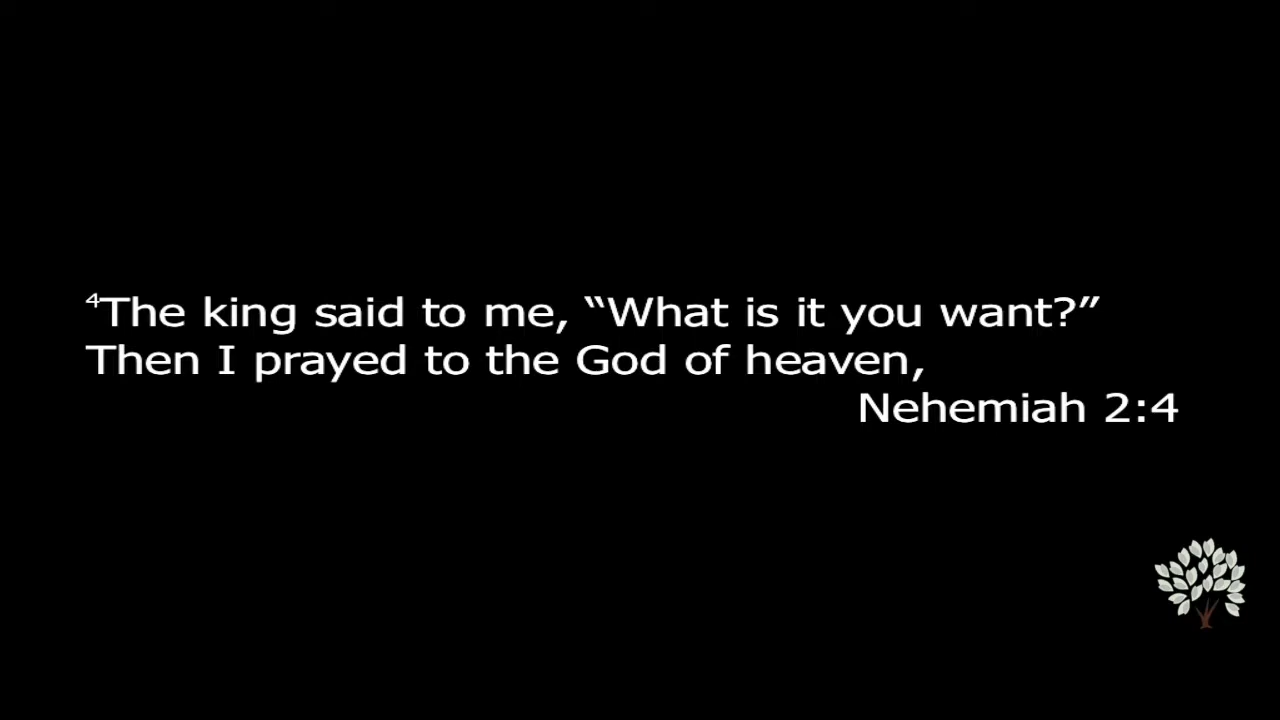 ⁴The king said to me, “What is it you want?”
Then I prayed to the God of heaven,
Nehemiah 2:4